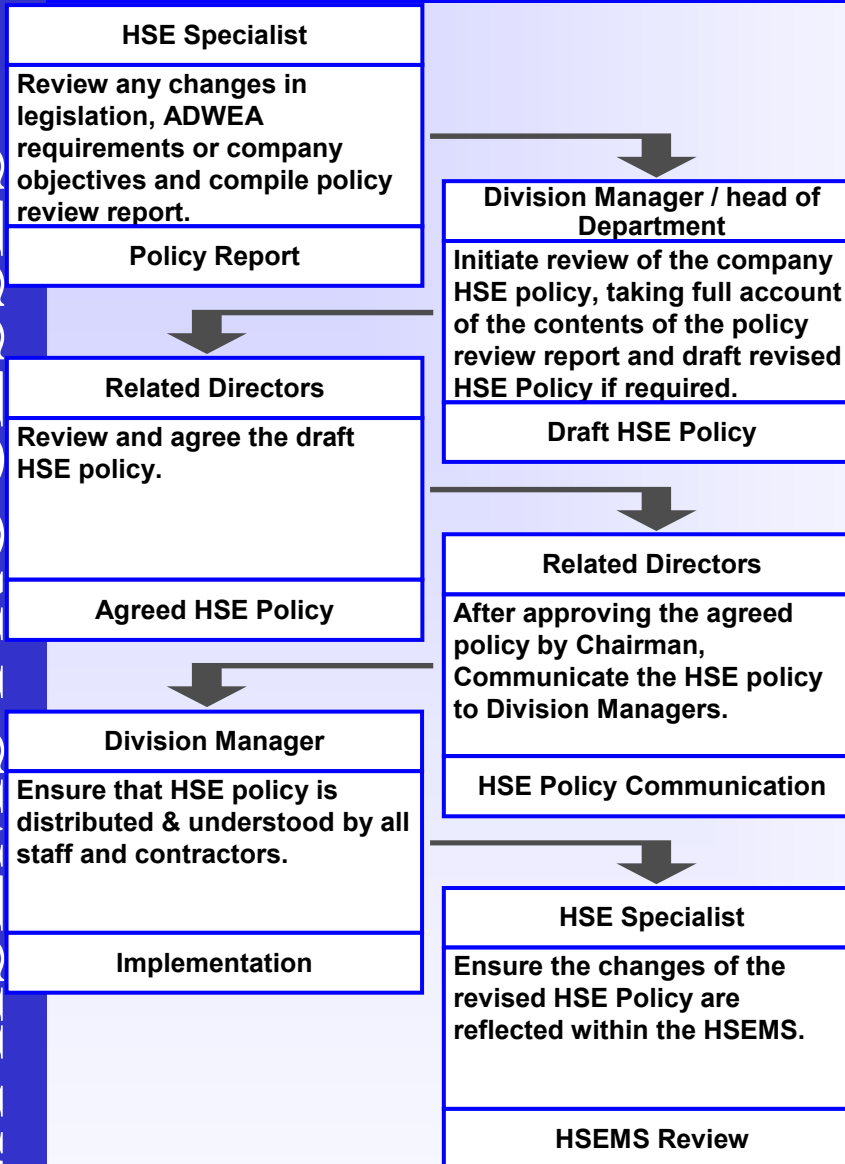 HSE Specialist
Review any changes in
legislation, ADWEA
requirements or company
objectives and compile policy
review report.
Policy Report
Division Manager / head of
Department
Initiate review of the company
HSE policy, taking full account
of the contents of the policy
review report and draft revised
HSE Policy if required.
Draft HSE Policy
Related Directors
Review and agree the draft
HSE policy.
Agreed HSE Policy
Related Directors
After approving the agreed
policy by Chairman,
Communicate the HSE policy
to Division Managers.
HSE Policy Communication
Division Manager
Ensure that HSE policy is
distributed & understood by all
staff and contractors.
Implementation
HSE Specialist
Ensure the changes of the
revised HSE Policy are
reflected within the HSEMS.
HSEMS Review